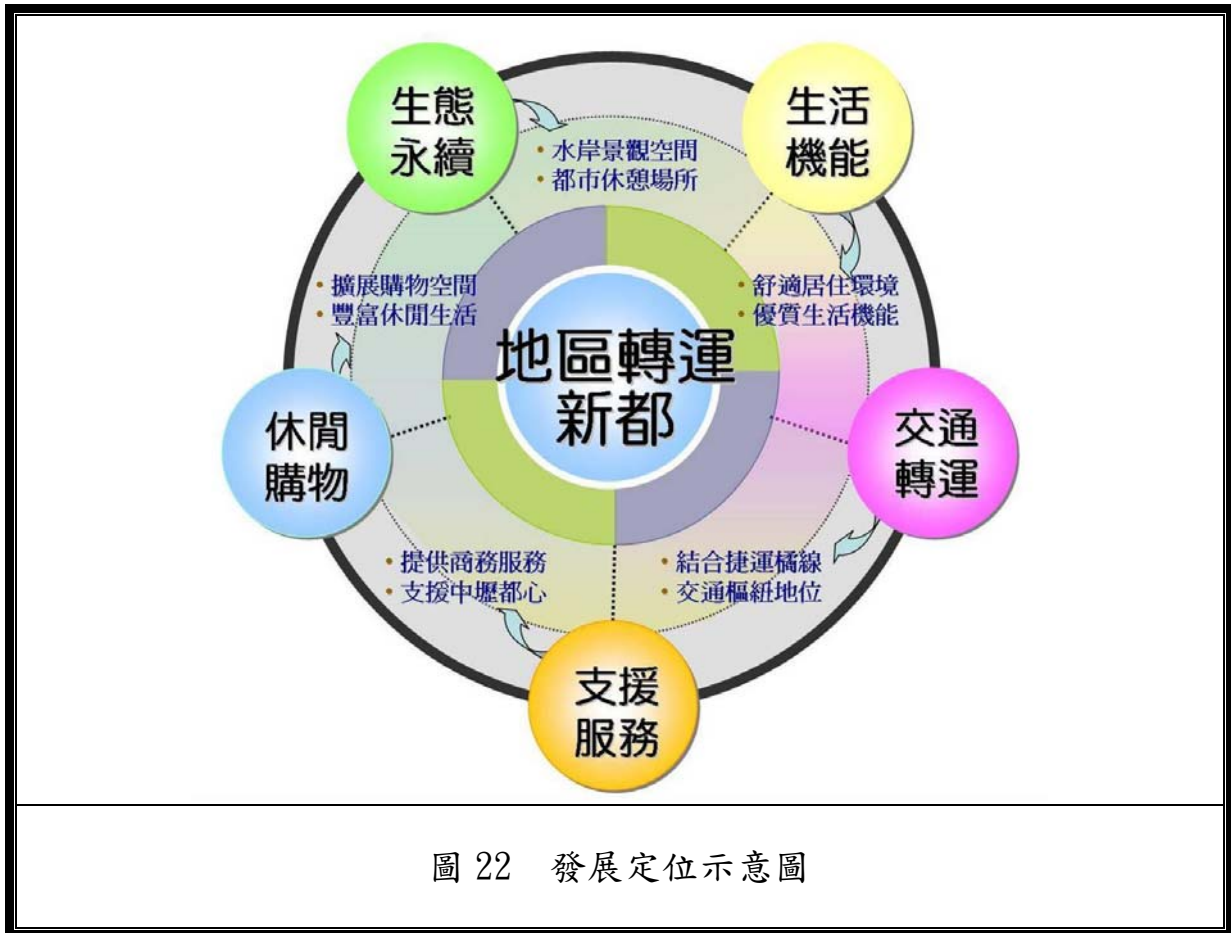 生態
永續
生活
機能
• 水岸景觀空間
• 都市休憩場所
• 擴展購物空間
• 豐富休閒生活
• 舒適居住環境
• 優質生活機能
地區轉運
新都
休閒
購物
交通
轉運
• 提供商務服務
• 支援中壢都心
• 結合捷運橘線
• 交通樞紐地位
支援
服務
圖 22 發展定位示意圖